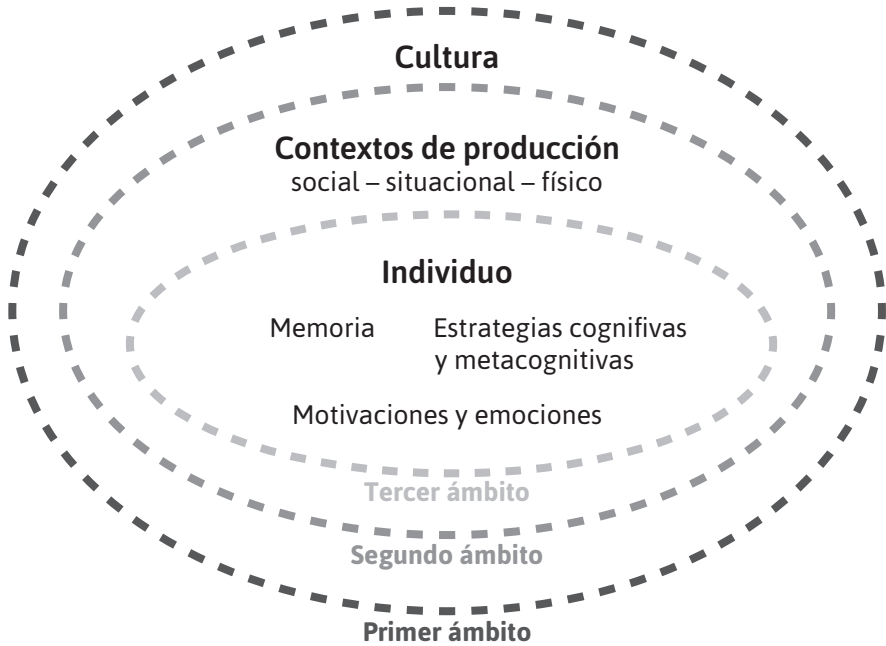 Cultura
Contextos de producción
social – situacional – físico
Individuo
Memoria
Estrategias cognifivas
y metacognitivas
Motivaciones y emociones
Tercer ámbito
Segundo ámbito
Primer ámbito